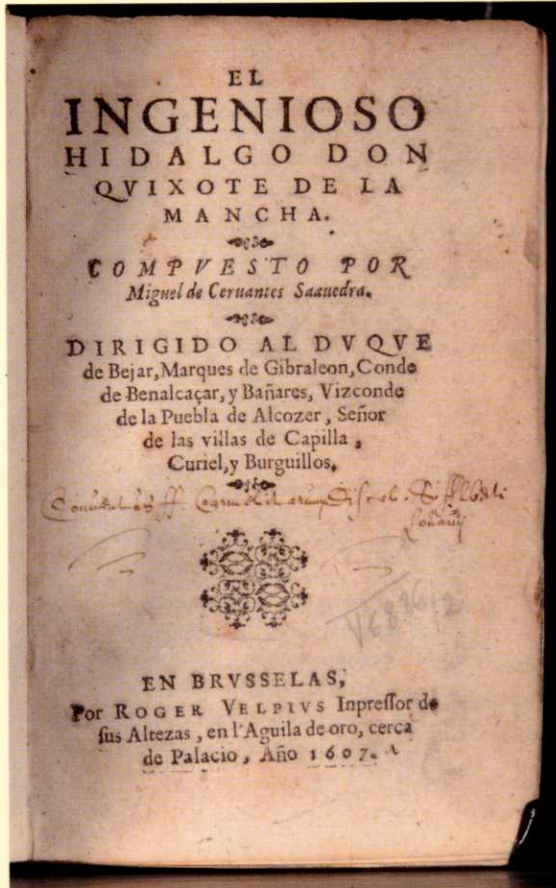 EL
INGENIOSO
HIDALGO DON
QVIXOTE DE LA
MANCHA.
COMPVESTO POR
Miguel de Ceruantes Saauedra.
DIRIGIDO AL DVQVE
de Bejar, Marques de Gibraleon, Conde
de Benalcaçar, y Bañares, Vizconde
de la Puebla de Alcozer, Señor
de las villas de Capilla,
Curiel, y Burguillos.
EN BRVSSELAS,
Por ROGER VELPIVS Inpreſſor de
ſus Altezas, en l'Aguila de oro, cerca
de Palacio, Año 1607.